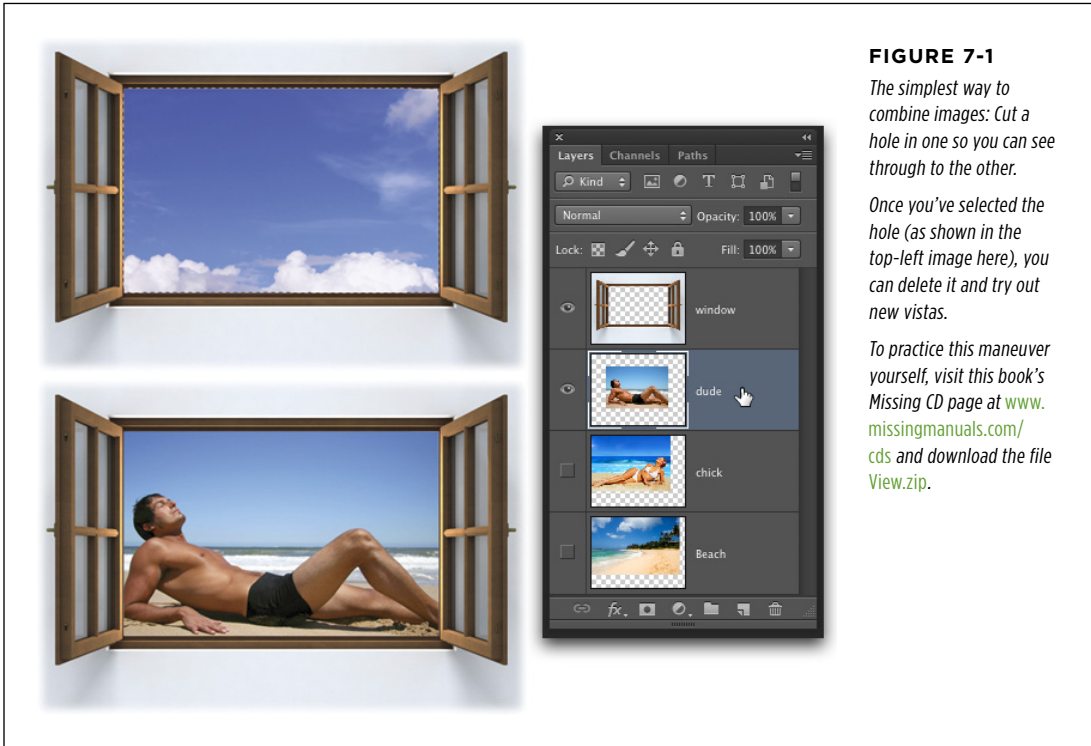 FIGURE 7-1
The simplest way to
combine images: Cut a
hole in one so you can see
through to the other.
Once you’ve selected the
hole (as shown in the
top-left image here), you
can delete it and try out
new vistas.
To practice this maneuver
yourself, visit this book’s
Missing CD page at www.
missingmanuals.com/
cds and download the file
View.zip.
Layers Channels Paths
Kind
Normal Opacity: 100%
Lock: Fill: 100%
window
dude
chick
Beach
fx